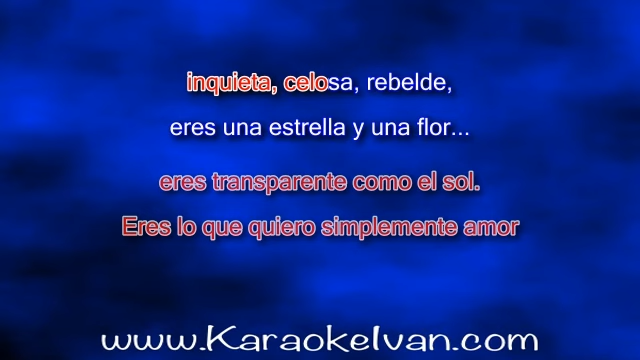 inquieta, celosa, rebelde,
eres una estrella y una flor...
eres transparente como el sol.
Eres lo que quiero simplemente amor
www.KaraokeIvan.com